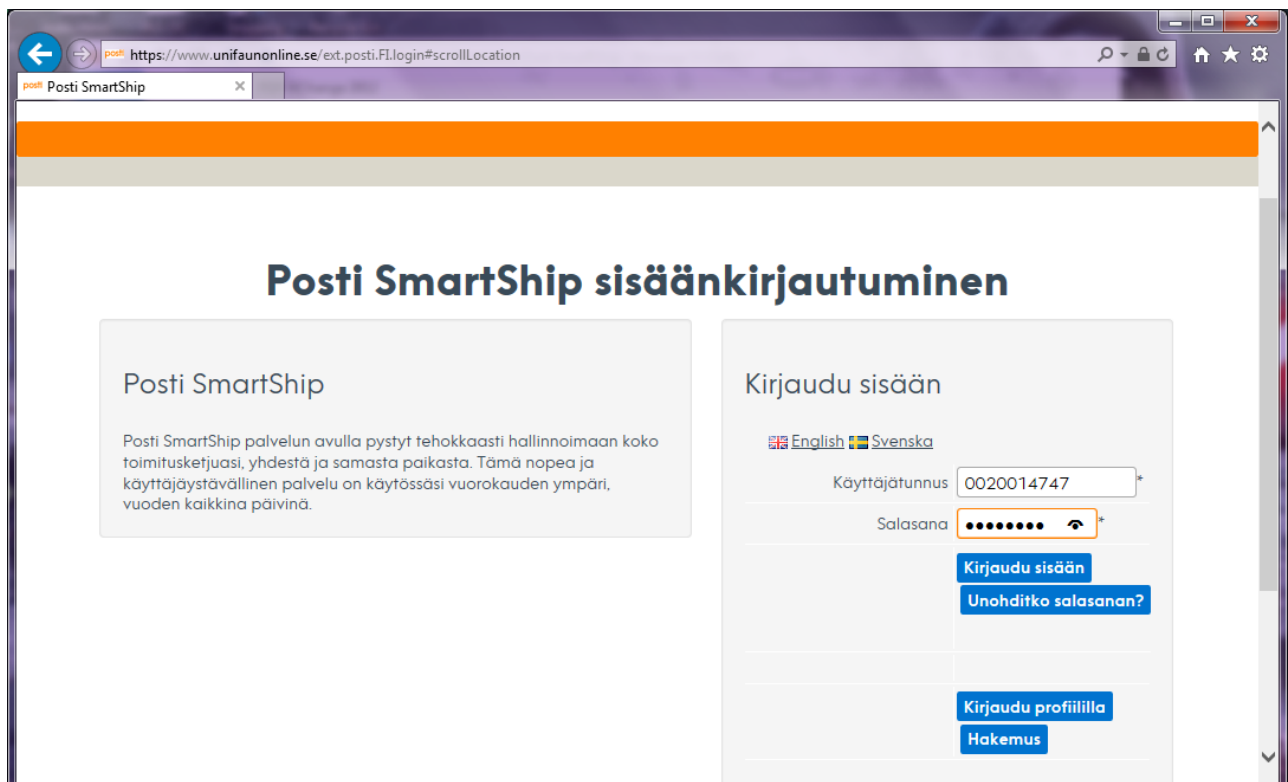 https://www.unifaunonline.se/ext.posti.FI.login#scrollLocation
posti Posti SmartShip
Posti SmartShip sisäänkirjautuminen
Posti SmartShip
Posti SmartShip palvelun avulla pystyt tehokkaasti hallinnoimaan koko
toimitusketjuasi, yhdestä ja samasta paikasta. Tämä nopea ja
käyttäjäystävällinen palvelu on käytössäsi vuorokauden ympäri,
vuoden kaikkina päivinä.
Kirjaudu sisään
English Svenska
Käyttäjätunnus 0020014747 *
Salasana •••••••• *
Kirjaudu sisään
Unohditko salasanan?
Kirjaudu profiililla
Hakemus